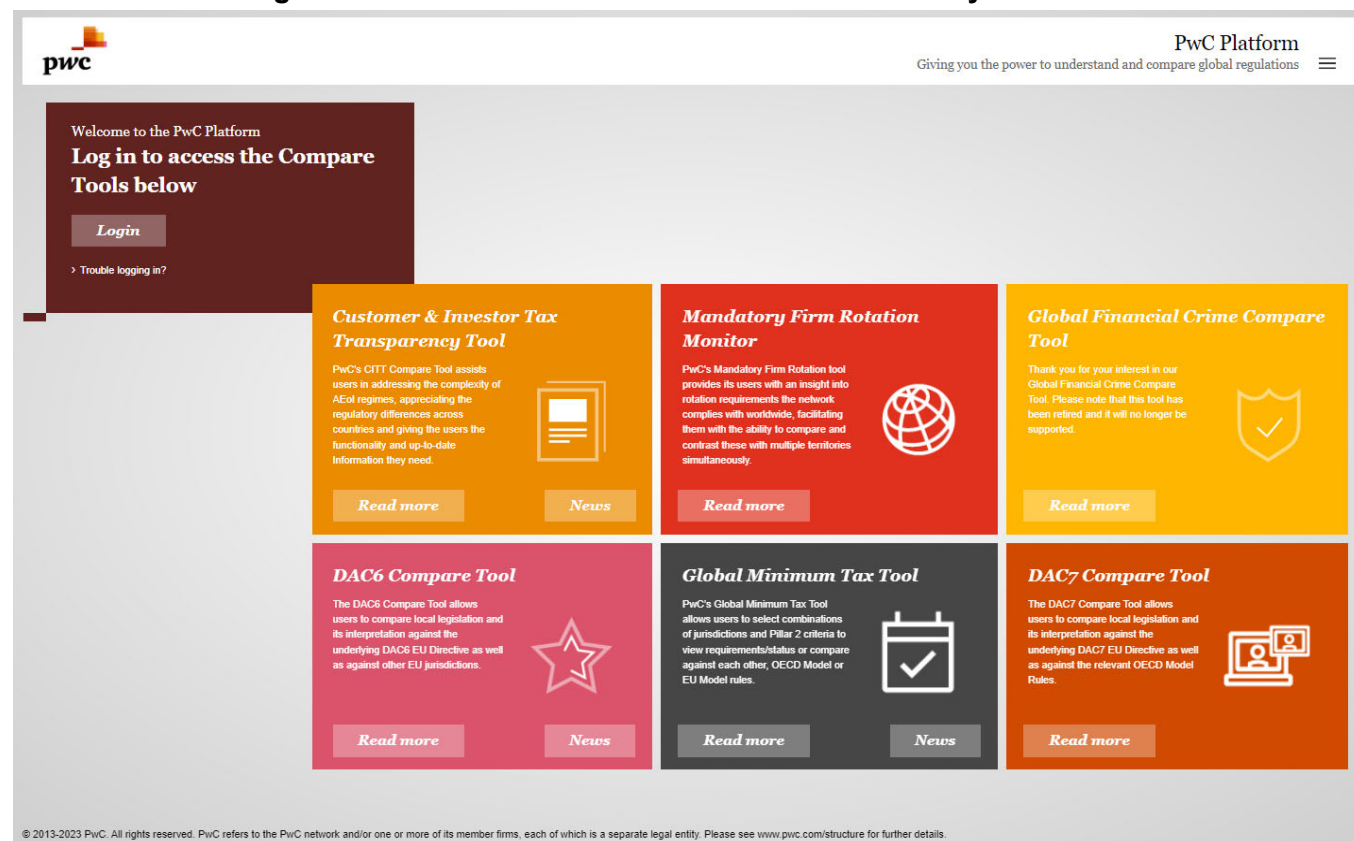 pwc
PwC Platform
Giving you the power to understand and compare global regulations
Welcome to the PwC Platform
Log in to access the Compare
Tools below
Login
› Trouble logging in?
Customer & Investor Tax
Transparency Tool
PwC's CITT Compare Tool assists
users in addressing the complexity of
AEoI regimes, appreciating the
regulatory differences across
countries and giving the users the
functionality and up-to-date
Information they need.
Read more
News
Mandatory Firm Rotation
Monitor
PwC's Mandatory Firm Rotation tool
provides its users with an insight into
rotation requirements the network
complies with worldwide, facilitating
them with the ability to compare and
contrast these with multiple territories
simultaneously.
Read more
Global Financial Crime Compare
Tool
Thank you for your interest in our
Global Financial Crime Compare
Tool. Please note that this tool has
been retired and it will no longer be
supported.
Read more
DAC6 Compare Tool
The DAC6 Compare Tool allows
users to compare local legislation and
its interpretation against the
underlying DAC6 EU Directive as well
as against other EU jurisdictions.
Read more
News
Global Minimum Tax Tool
PwC's Global Minimum Tax Tool
allows users to select combinations
of jurisdictions and Pillar 2 criteria to
view requirements/status or compare
against each other, OECD Model or
EU Model rules.
Read more
News
DAC7 Compare Tool
The DAC7 Compare Tool allows
users to compare local legislation and
its interpretation against the
underlying DAC7 EU Directive as well
as against the relevant OECD Model
Rules.
Read more
© 2013-2023 PwC. All rights reserved. PwC refers to the PwC network and/or one or more of its member firms, each of which is a separate legal entity. Please see www.pwc.com/structure for further details.